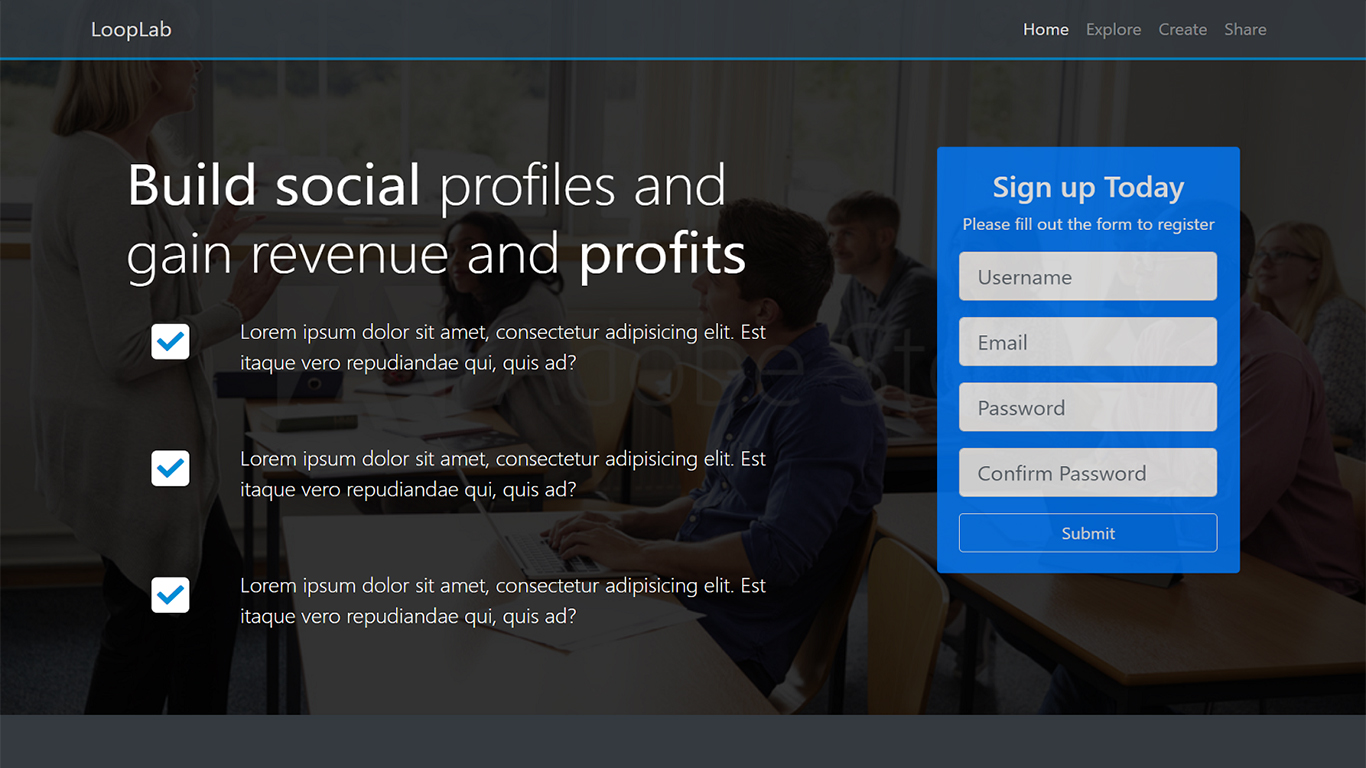 LoopLab
Home Explore Create Share
Build social profiles and
gain revenue and profits
Lorem ipsum dolor sit amet, consectetur adipisicing elit. Est
itaque vero repudiandae qui, quis ad?
Lorem ipsum dolor sit amet, consectetur adipisicing elit. Est
itaque vero repudiandae qui, quis ad?
Lorem ipsum dolor sit amet, consectetur adipisicing elit. Est
itaque vero repudiandae qui, quis ad?
Sign up Today
Please fill out the form to register
Username
Email
Password
Confirm Password
Submit